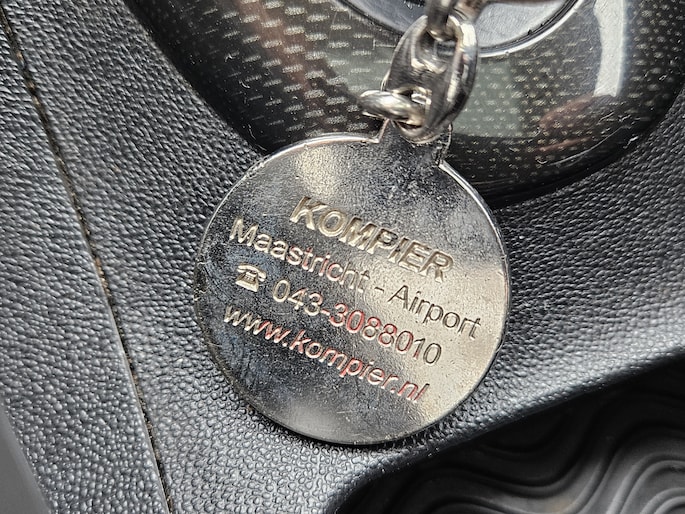 KOMPIER
Maastricht - Airport
☎ 043-3088010
www.kompier.nl